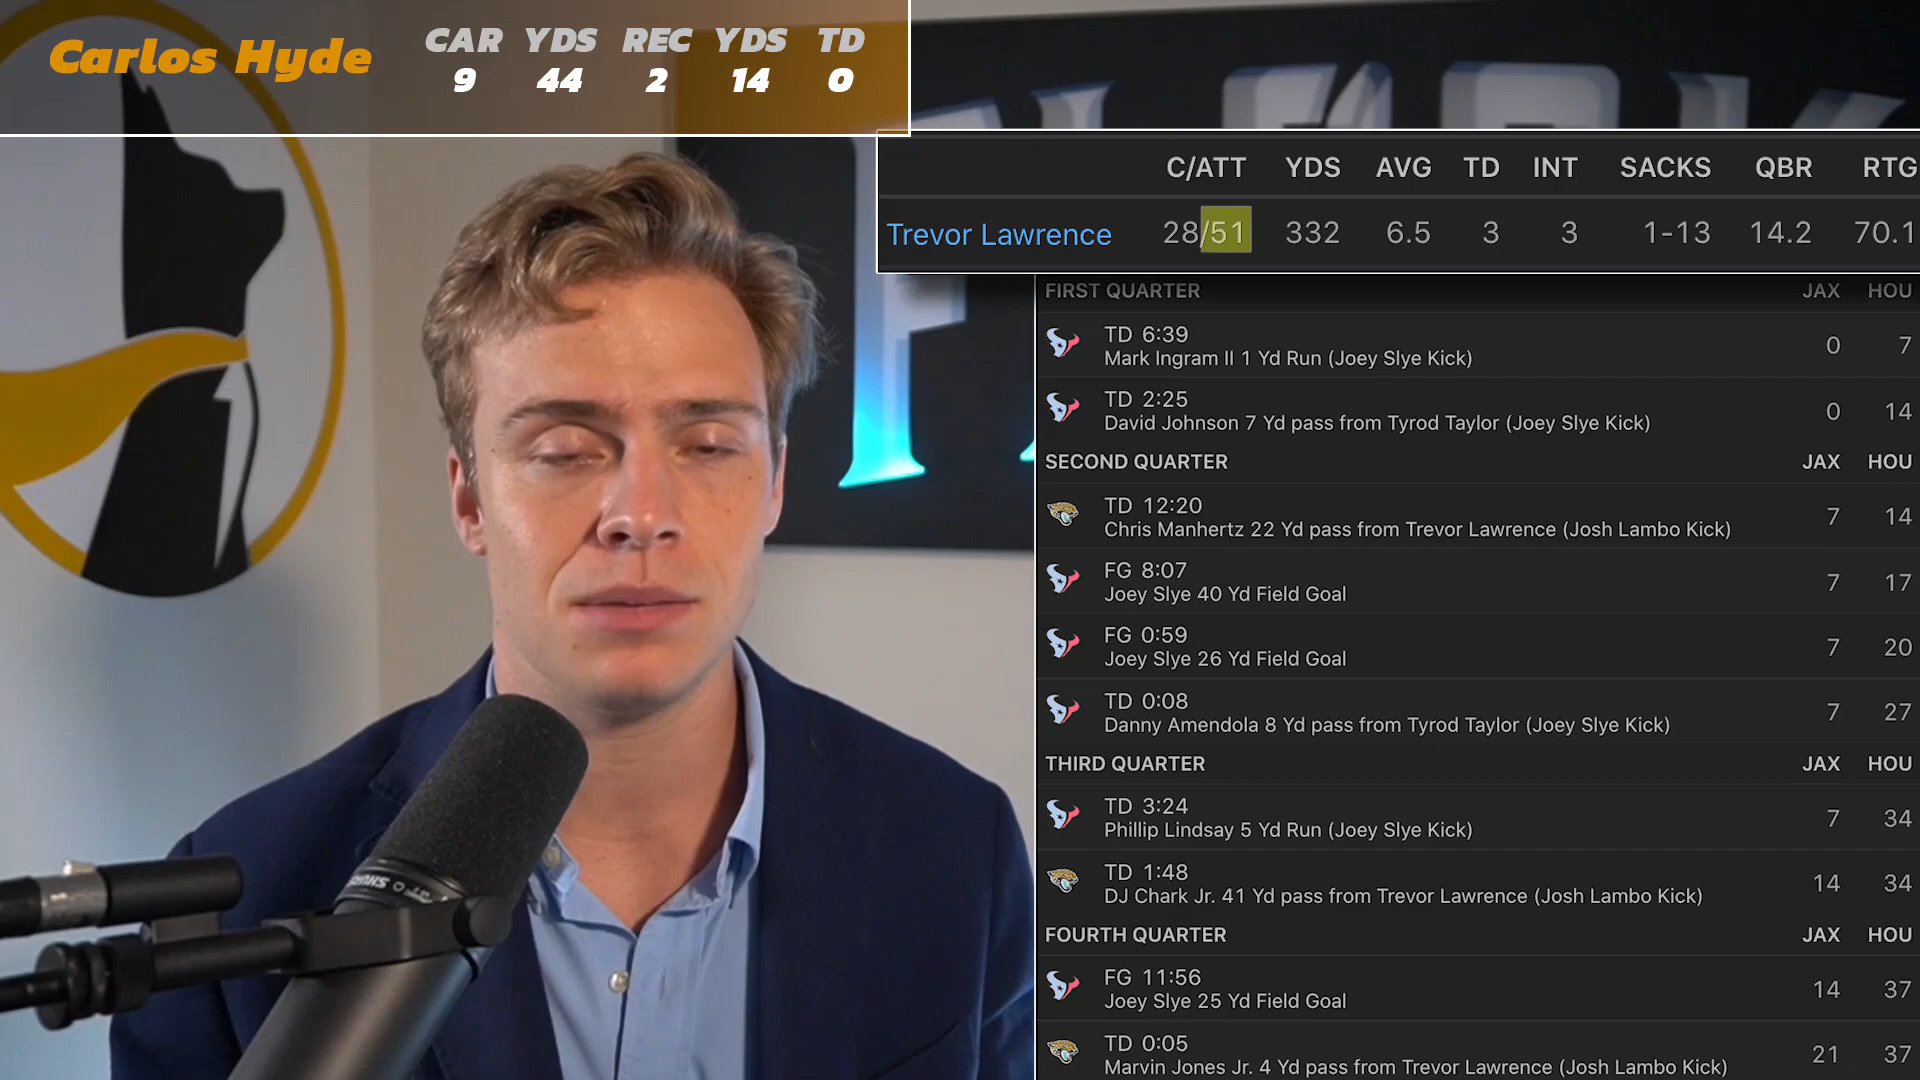 Carlos Hyde
CAR YDS REC YDS TD
9 44 2 14 0
C/ATT YDS AVG TD INT SACKS QBR RTG
Trevor Lawrence 28/51 332 6.5 3 3 1-13 14.2 70.1
FIRST QUARTER JAX HOU
TD 6:39
Mark Ingram II 1 Yd Run (Joey Slye Kick) 0 7
TD 2:25
David Johnson 7 Yd pass from Tyrod Taylor (Joey Slye Kick) 0 14
SECOND QUARTER JAX HOU
TD 12:20
Chris Manhertz 22 Yd pass from Trevor Lawrence (Josh Lambo Kick) 7 14
FG 8:07
Joey Slye 40 Yd Field Goal 7 17
FG 0:59
Joey Slye 26 Yd Field Goal 7 20
TD 0:08
Danny Amendola 8 Yd pass from Tyrod Taylor (Joey Slye Kick) 7 27
THIRD QUARTER JAX HOU
TD 3:24
Phillip Lindsay 5 Yd Run (Joey Slye Kick) 7 34
TD 1:48
DJ Chark Jr. 41 Yd pass from Trevor Lawrence (Josh Lambo Kick) 14 34
FOURTH QUARTER JAX HOU
FG 11:56
Joey Slye 25 Yd Field Goal 14 37
TD 0:05
Marvin Jones Jr. 4 Yd pass from Trevor Lawrence (Josh Lambo Kick) 21 37